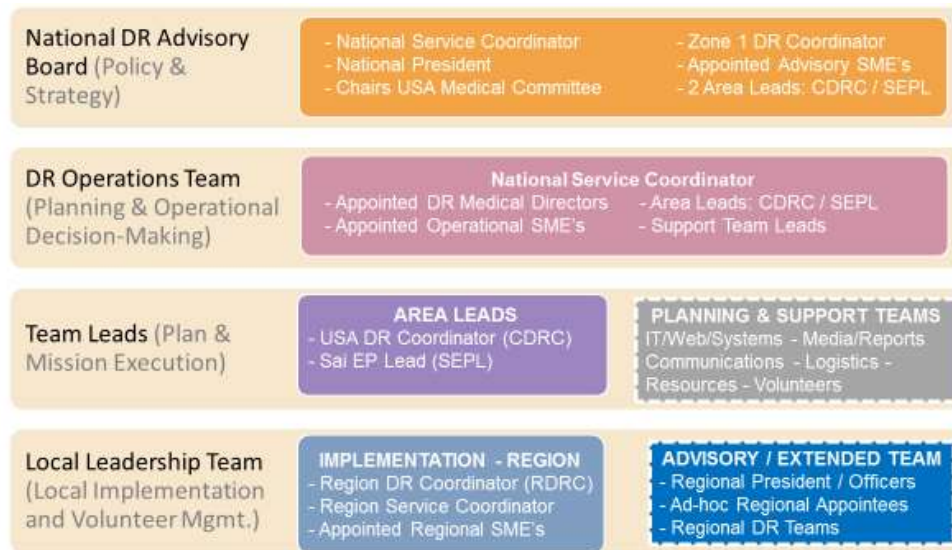 National DR Advisory
Board (Policy &
Strategy)
- National Service Coordinator
- National President
- Chairs USA Medical Committee
- Zone 1 DR Coordinator
- Appointed Advisory SME's
- 2 Area Leads: CDRC / SEPL
DR Operations Team
(Planning & Operational
Decision-Making)
National Service Coordinator
- Appointed DR Medical Directors
- Appointed Operational SME's
- Area Leads: CDRC / SEPL
- Support Team Leads
Team Leads (Plan &
Mission Execution)
AREA LEADS
- USA DR Coordinator (CDRC)
- Sai EP Lead (SEPL)
PLANNING & SUPPORT TEAMS
IT/Web/Systems - Media/Reports
Communications - Logistics -
Resources - Volunteers
Local Leadership Team
(Local Implementation
and Volunteer Mgmt.)
IMPLEMENTATION - REGION
- Region DR Coordinator (RDRC)
- Region Service Coordinator
- Appointed Regional SME's
ADVISORY / EXTENDED TEAM
- Regional President / Officers
- Ad-hoc Regional Appointees
- Regional DR Teams